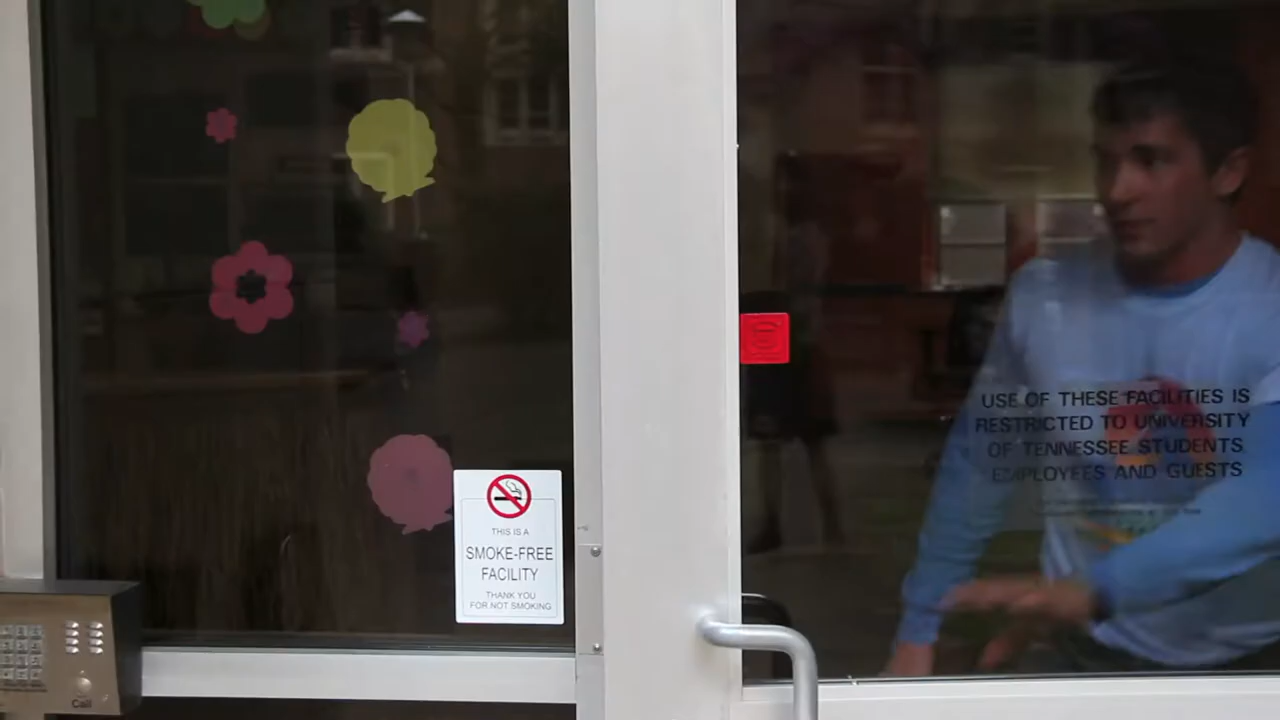 THIS IS A
SMOKE-FREE
FACILITY
THANK YOU
FOR NOT SMOKING
USE OF THESE FACILITIES IS
RESTRICTED TO UNIVERSITY
OF TENNESSEE STUDENTS
EMPLOYEES AND GUESTS
Call